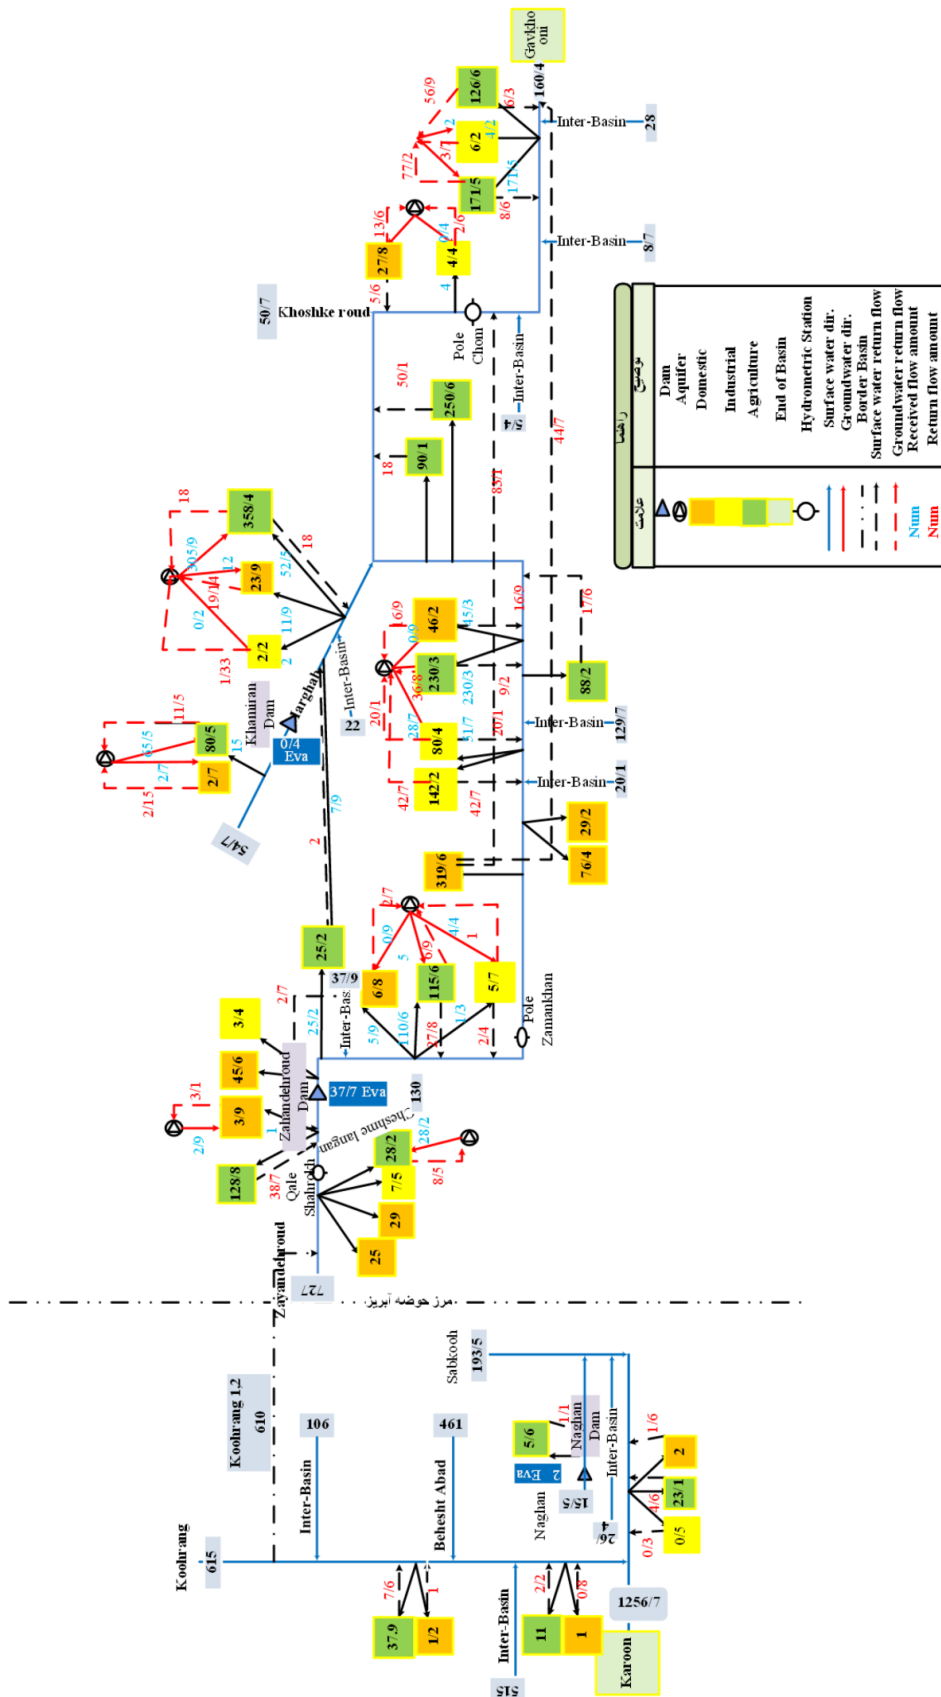 Gavkho
oni
160/4
126/6
56/9
6/3
6/2
2
4/2
3/1
77/2
171/5
171/5
8/6
Inter-Basin
28
Inter-Basin
8/7
13/6
27/8
5/6
2/6
0/4
4/4
4
50/7
Khoshke roud
Pole
Chom
Inter-Basin
5/4
44/7
83/1
50/1
250/6
90/1
18
18
358/4
305/9
12
23/9
19/14
0/2
2/2
1/33
52/5
18
11/9
2
Inter-Basin
22
Marghab
Khamiran
Dam
0/4
Eva
11/5
65/5
80/5
2/7
2/7
2/15
15
54/7
7/9
2
16/9
0/9
46/2
45/3
16/9
36/8
230/3
230/3
9/2
20/1
28/7
80/4
51/7
20/1
142/2
42/7
42/7
17/6
88/2
Inter-Basin
129/7
Inter-Basin
20/1
29/2
76/4
319/6
25/2
25/2
37/9
Inter-Bas
2/7
2/7
0/9
6/8
5
6/9
4/4
1
115/6
5/7
5/9
110/6
1/3
27/8
2/4
Pole
Zamankhan
130
3/4
45/6
3/9
3/1
2/9
1
Zahandehroud
Dam
37/7 Eva
Cheshme langan
128/8
38/7
Qale
Shahrokh
28/2
28/2
8/5
7/5
29
25
Zayandehroud
727
مرز حوضه آبریز
Koohrang 1,2
610
Koohrang
615
106
Inter-Basin
461
Behesht Abad
Sabkooh
193/5
5/6
1/1
Naghan
Dam
2 Eva
Naghan
15/5
Inter-Basin
26/4
1/6
2
23/1
4/6
0/5
0/3
7/6
1
37.9
1/2
Inter-Basin
515
2/2
0/8
11
1
1256/7
Karoon
راهنما
علامت
توضیح
Dam
Aquifer
Domestic
Industrial
Agriculture
End of Basin
Hydrometric Station
Surface water dir.
Groundwater dir.
Border Basin
Surface water return flow
Groundwater return flow
Num
Received flow amount
Num
Return flow amount